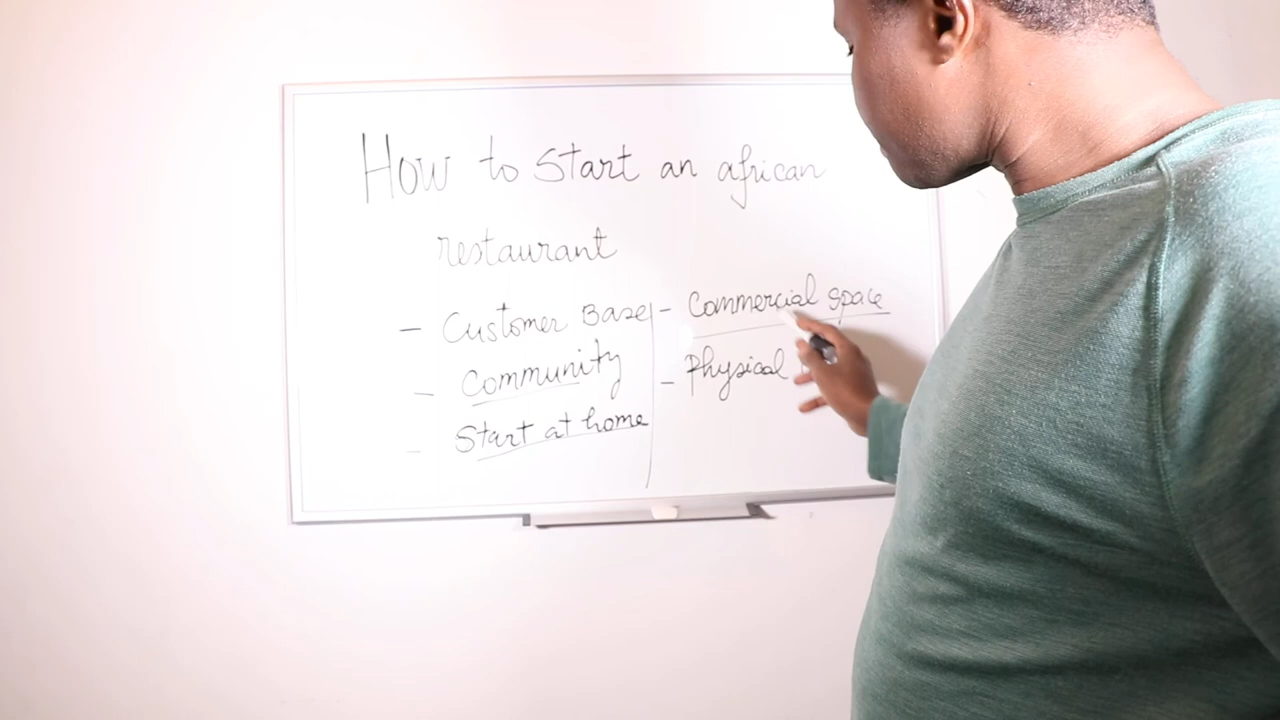 How to Start an african
restaurant
- Customer Base
- Community
- Start at home
- Commercial space
- Physical